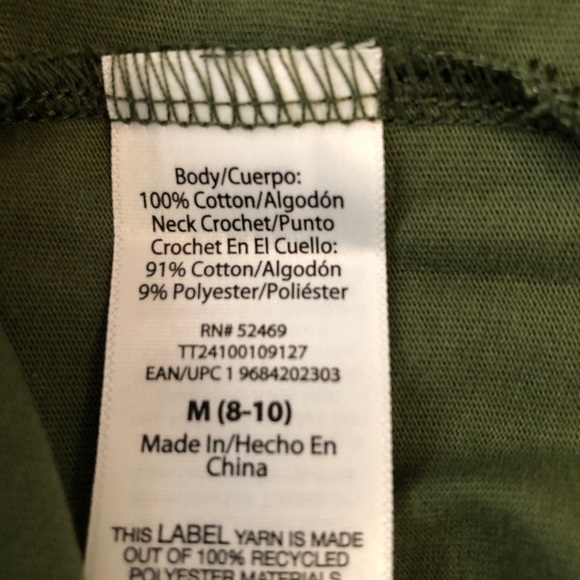 Body/Cuerpo:
100% Cotton/Algodón
Neck Crochet/Punto
Crochet En El Cuello:
91% Cotton/Algodón
9% Polyester/Poliéster
RN# 52469
TT24100109127
EAN/UPC 1 9684202303
M (8-10)
Made In/Hecho En
China
THIS LABEL YARN IS MADE
OUT OF 100% RECYCLED
POLYESTER MATERIALS